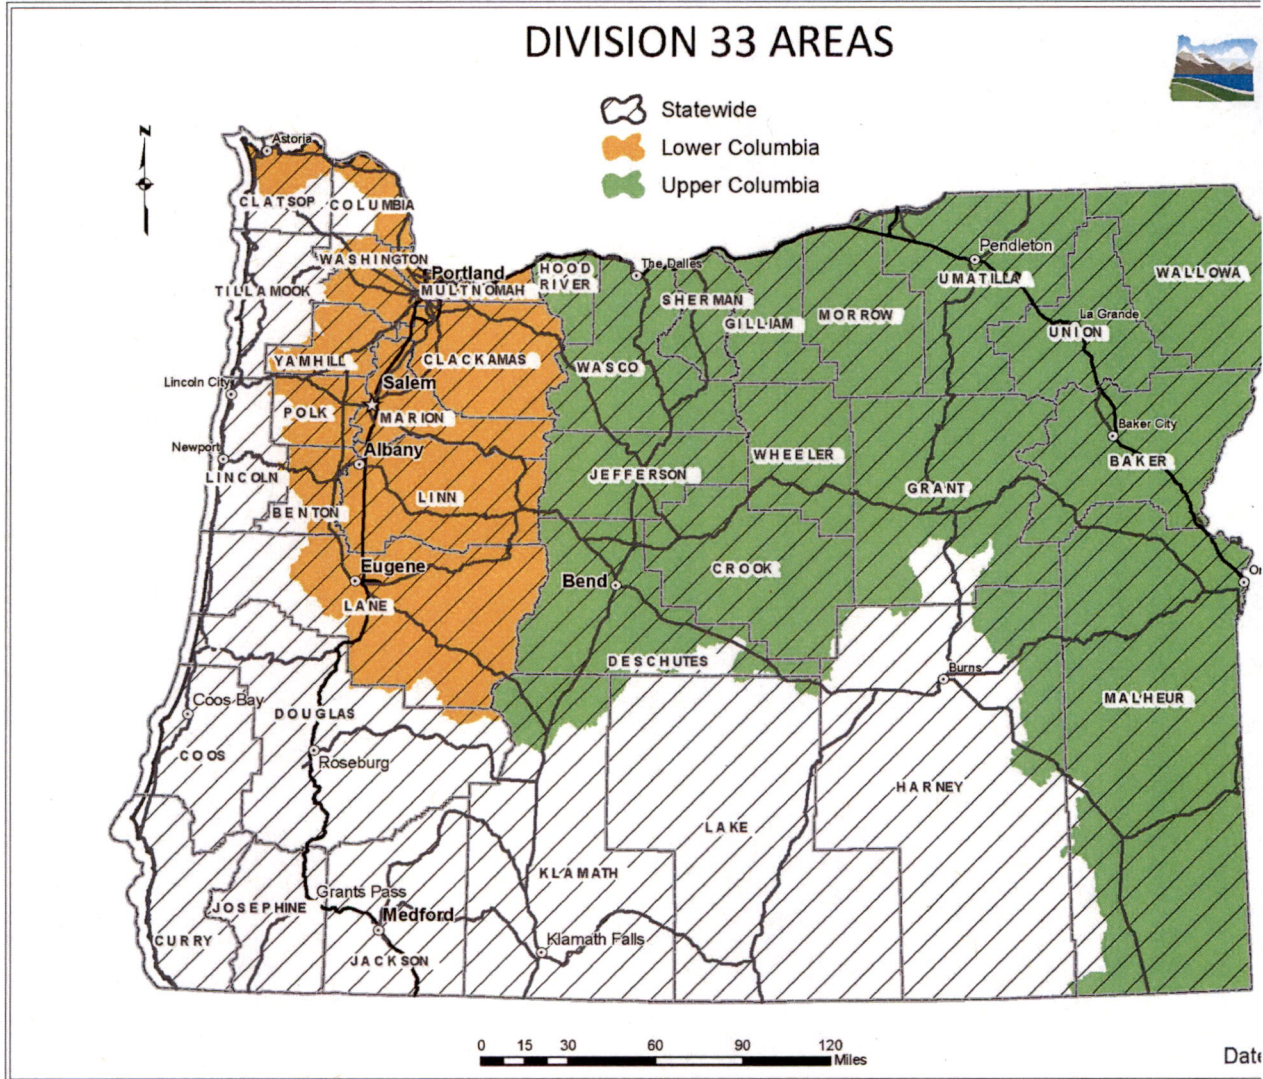 DIVISION 33 AREAS
Statewide
Lower Columbia
Upper Columbia
N
Astoria
CLATSOP
COLUMBIA
WASHINGTON
Portland
HOOD
RIVER
The Dalles
Pendleton
TILLAMOOK
MULTNOMAH
SHERMAN
UMATILLA
WALLOWA
GILLIAM
MORROW
La Grande
UNION
YAMHILL
CLACKAMAS
WASCO
Lincoln City
Salem
POLK
MARION
Baker City
Newport
Albany
WHEELER
BAKER
LINCOLN
JEFFERSON
GRANT
LINN
BENTON
Eugene
Bend
CROOK
LANE
DESCHUTES
Burns
Coos Bay
DOUGLAS
MALHEUR
COOS
Roseburg
HARNEY
LAKE
KLAMATH
Grants Pass
JOSEPHINE
Medford
CURRY
Klamath Falls
JACKSON
0 15 30 60 90 120
Miles